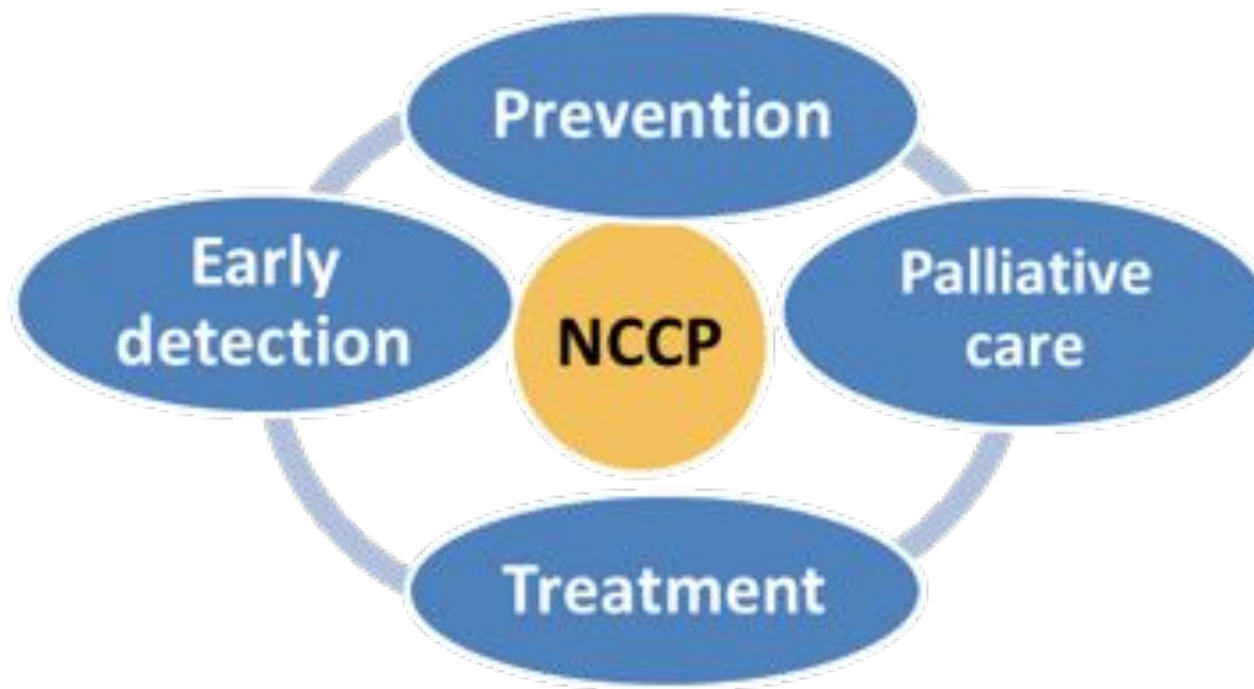 Prevention
Early
detection
NCCP
Palliative
care
Treatment